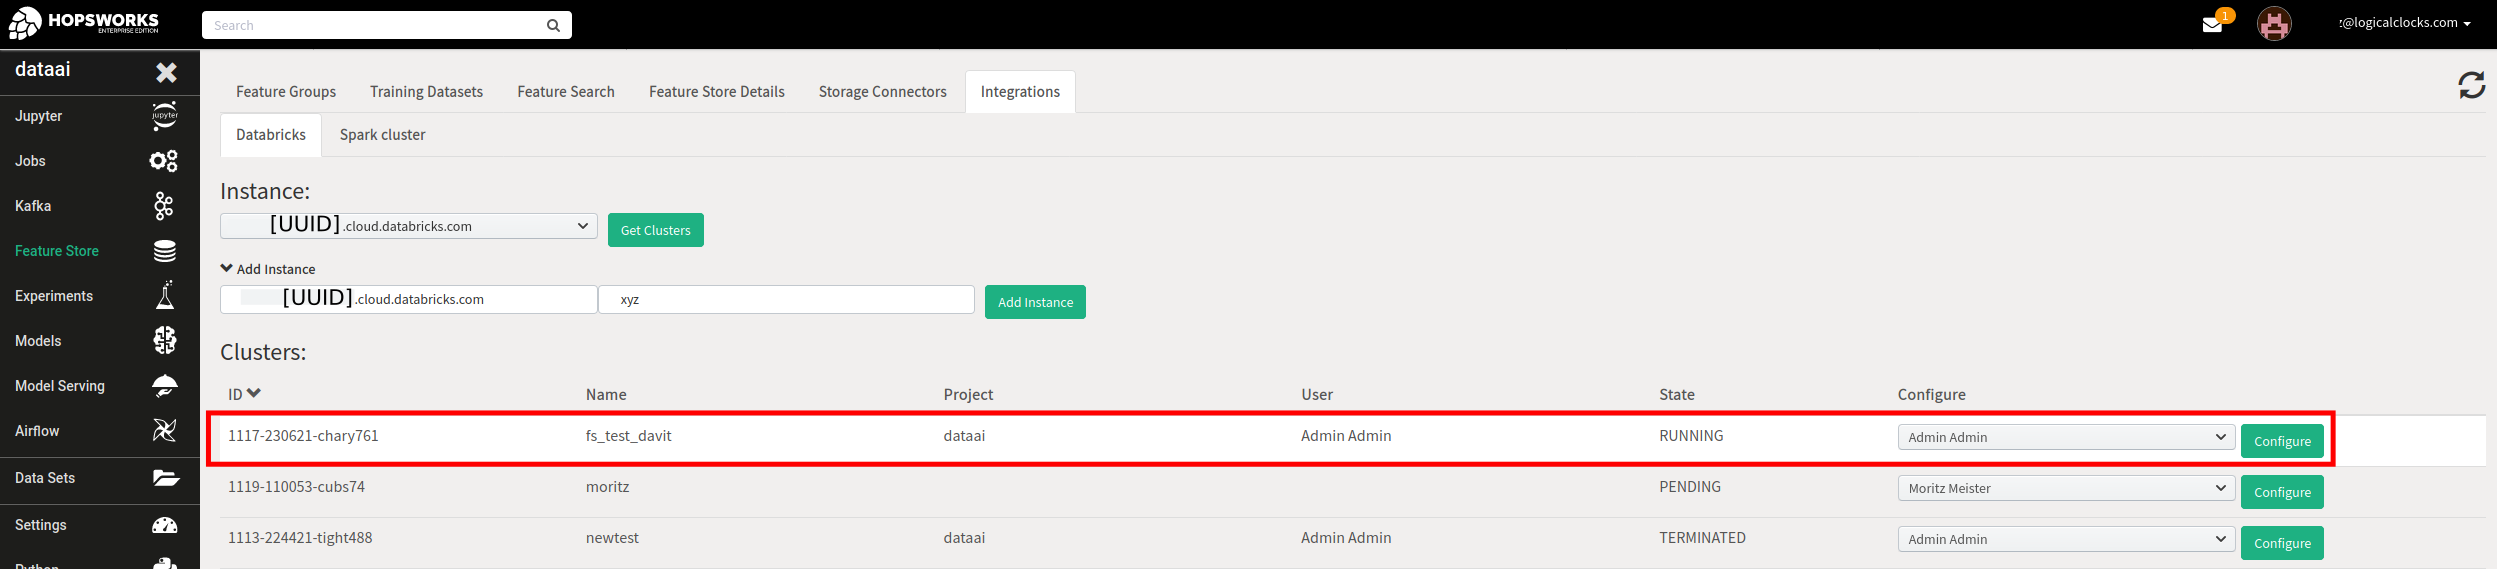 HOPSWORKS
ENTERPRISE EDITION
Search
1
@logicalclocks.com
dataai
Jupyter
jupyter
Jobs
Kafka
Feature Store
Experiments
Models
Model Serving
Airflow
Data Sets
Settings
Python
Feature Groups Training Datasets Feature Search Feature Store Details Storage Connectors Integrations
Databricks Spark cluster
Instance:
[UUID].cloud.databricks.com Get Clusters
Add Instance
[UUID].cloud.databricks.com xyz Add Instance
Clusters:
ID Name Project User State Configure
1117-230621-chary761 fs_test_davit dataai Admin Admin RUNNING Admin Admin Configure
1119-110053-cubs74 moritz PENDING Moritz Meister Configure
1113-224421-tight488 newtest dataai Admin Admin TERMINATED Admin Admin Configure